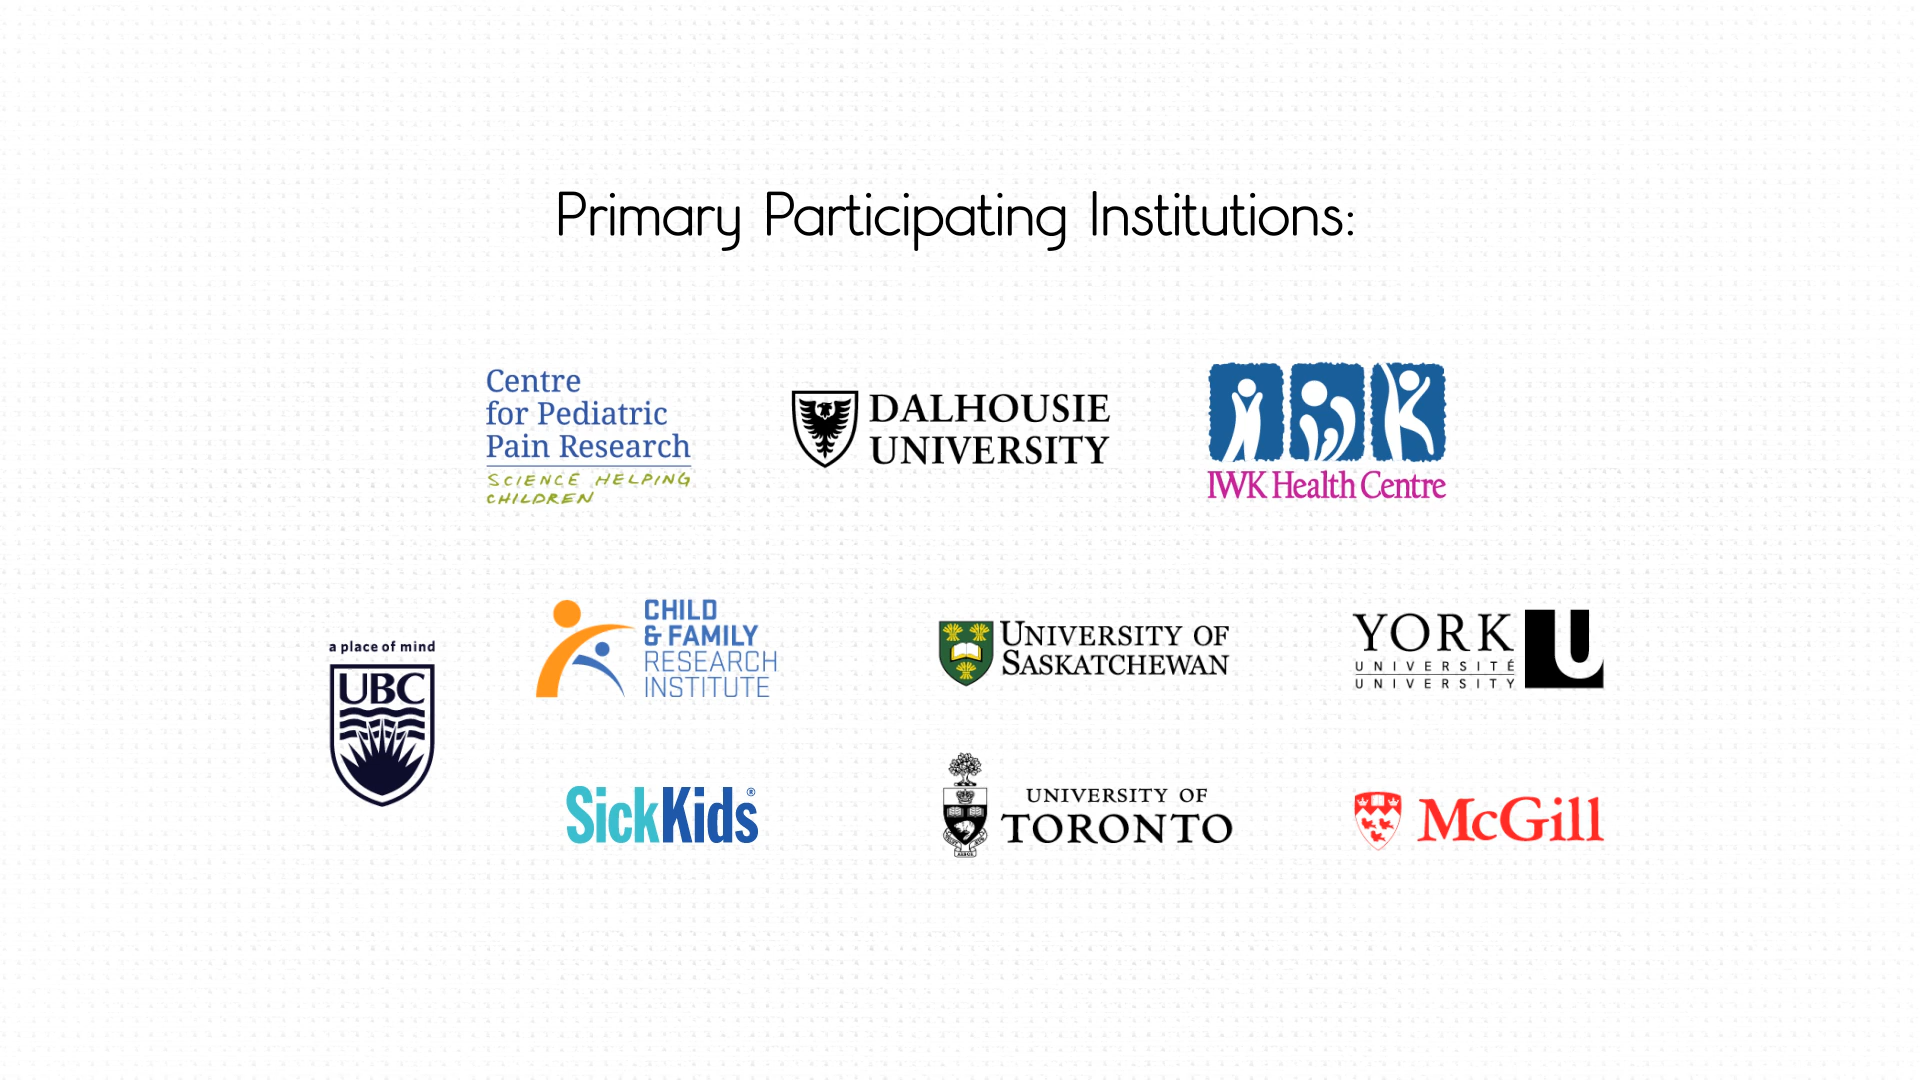 Primary Participating Institutions:
Centre
for Pediatric
Pain Research
SCIENCE HELPING
CHILDREN
DALHOUSIE
UNIVERSITY
IWK
IWK Health Centre
a place of mind
UBC
CHILD
& FAMILY
RESEARCH
INSTITUTE
UNIVERSITY OF
SASKATCHEWAN
YORK
UNIVERSITÉ
UNIVERSITY
U
SickKids®
UNIVERSITY OF
TORONTO
McGill